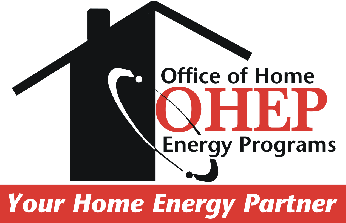 Office of Home
OHEP
Energy Programs
Your Home Energy Partner